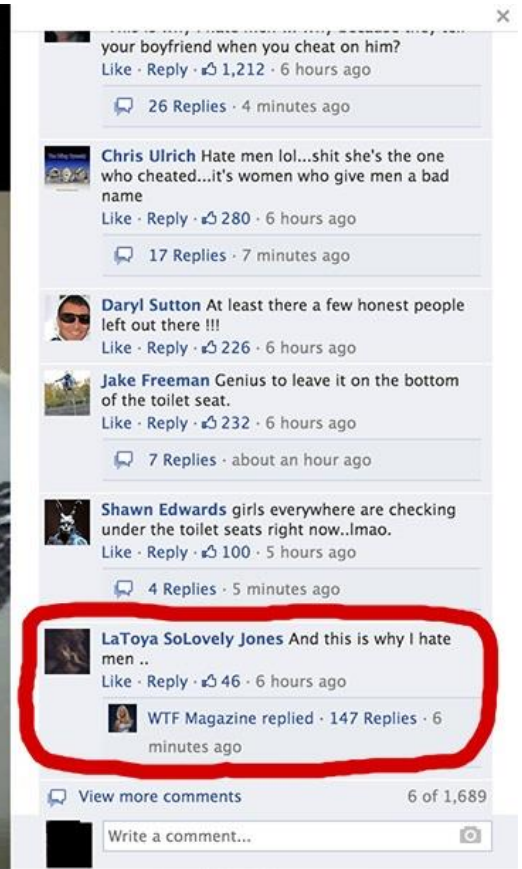 your boyfriend when you cheat on him?
Like · Reply · 1,212 · 6 hours ago
26 Replies · 4 minutes ago
Chris Ulrich Hate men lol...shit she's the one
who cheated...it's women who give men a bad
name
Like · Reply · 280 · 6 hours ago
17 Replies · 7 minutes ago
Daryl Sutton At least there a few honest people
left out there !!!
Like · Reply · 226 · 6 hours ago
Jake Freeman Genius to leave it on the bottom
of the toilet seat.
Like · Reply · 232 · 6 hours ago
7 Replies · about an hour ago
Shawn Edwards girls everywhere are checking
under the toilet seats right now..lmao.
Like · Reply · 100 · 5 hours ago
4 Replies · 5 minutes ago
LaToya SoLovely Jones And this is why I hate
men ..
Like · Reply · 46 · 6 hours ago
WTF Magazine replied · 147 Replies · 6
minutes ago
View more comments 6 of 1,689
Write a comment...